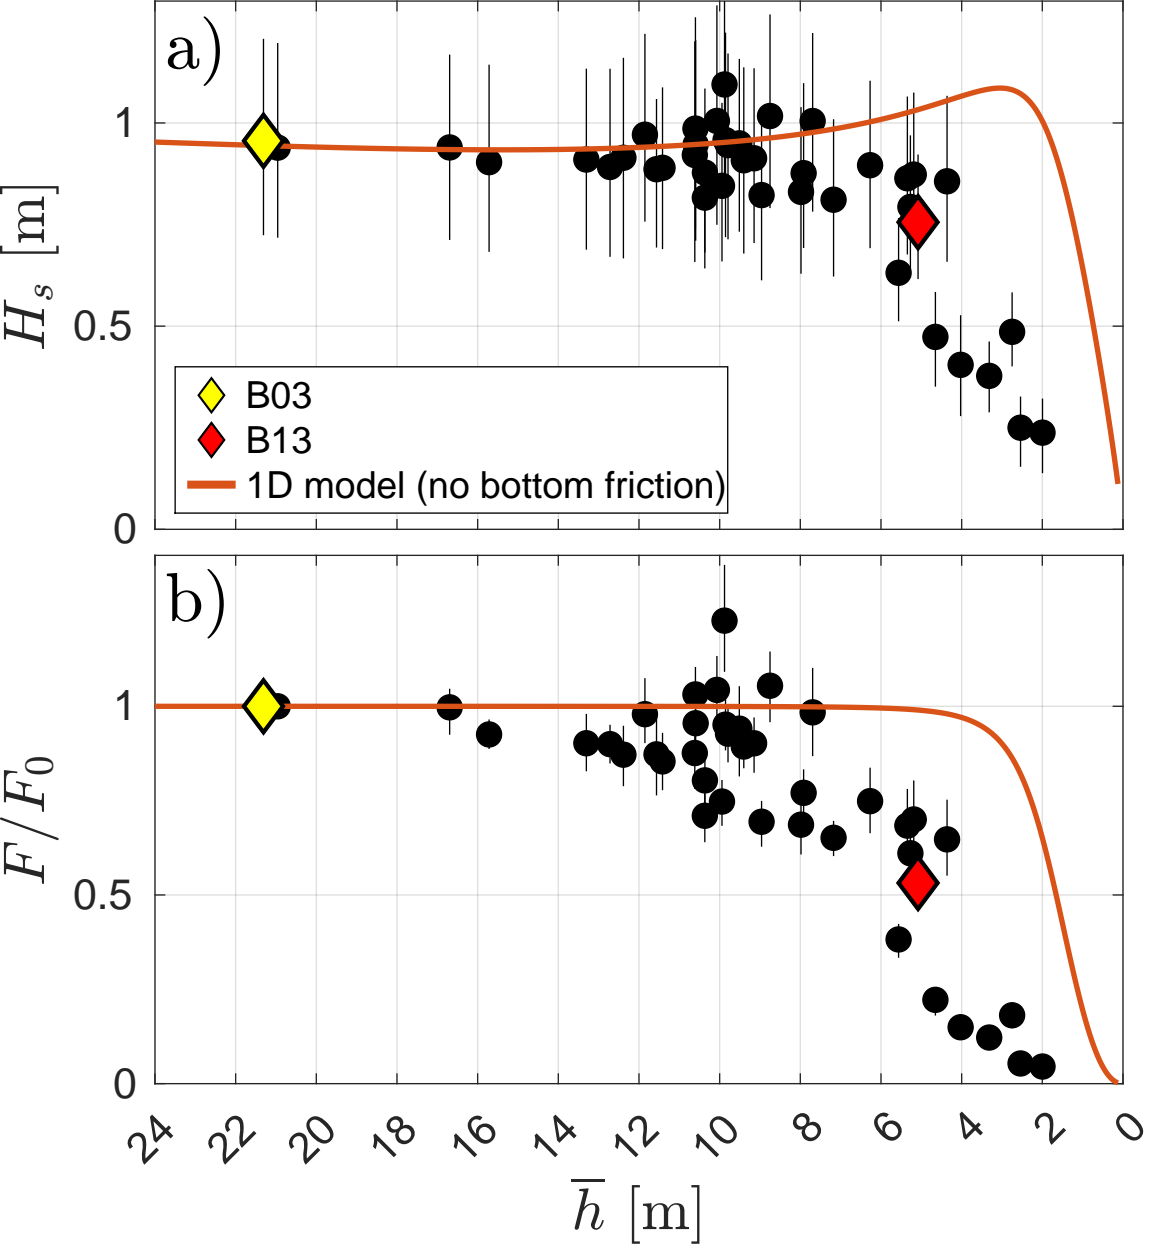 a)
1
0.5
0
H_s [m]
B03
B13
1D model (no bottom friction)
b)
1
0.5
0
F/F_0
24 22 20 18 16 14 12 10 8 6 4 2 0
h̅ [m]